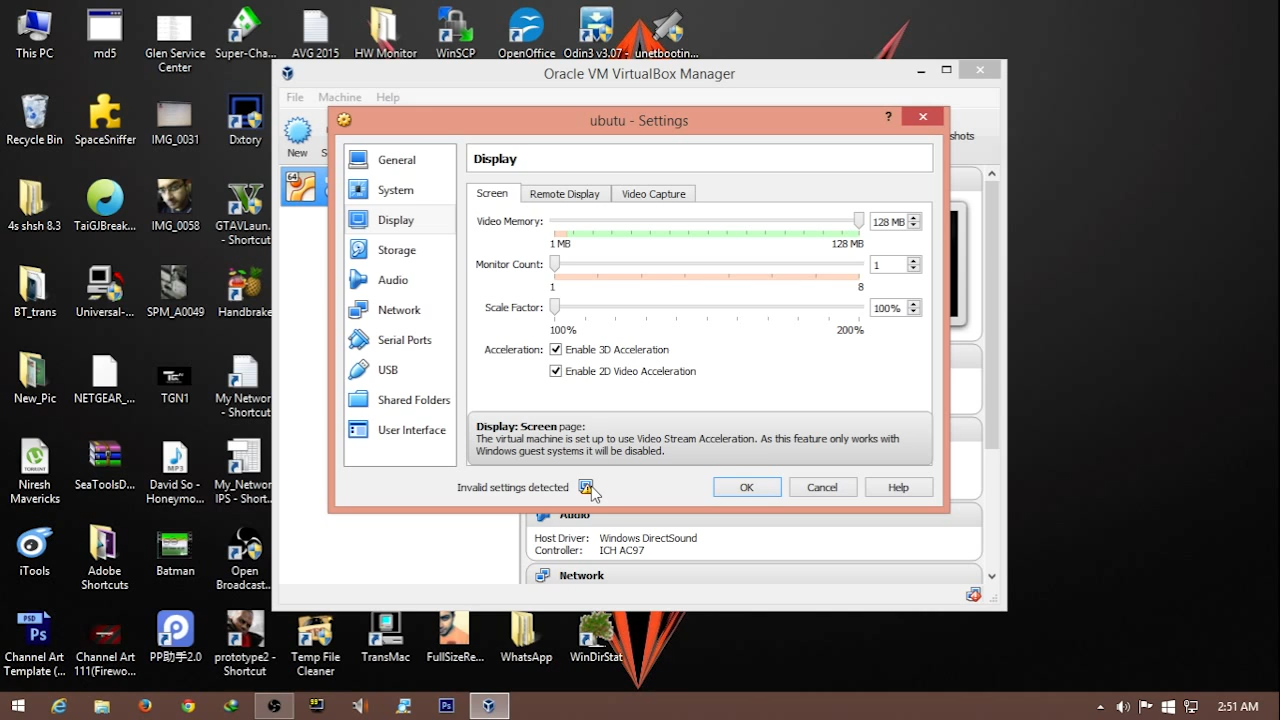 This PC
md5
Glen Service
Center
Super-Cha...
AVG 2015
HW Monitor
WinSCP
OpenOffice
Odin3 v3.07 -
unetbootin...
Oracle VM VirtualBox Manager
File Machine Help
Recycle Bin
SpaceSniffer
IMG_0031
Dxtory
New
ubutu - Settings
?
General
System
Display
Storage
Audio
Network
Serial Ports
USB
Shared Folders
User Interface
Display
Screen Remote Display Video Capture
Video Memory: 128 MB
1 MB 128 MB
Monitor Count: 1
1 8
Scale Factor: 100%
100% 200%
Acceleration: Enable 3D Acceleration
Enable 2D Video Acceleration
Display: Screen page:
The virtual machine is set up to use Video Stream Acceleration. As this feature only works with
Windows guest systems it will be disabled.
Invalid settings detected
OK Cancel Help
64
shots
4s shsh 8.3
TaiGJBreak...
IMG_0058
GTAVLaun...
- Shortcut
BT_trans
Universal-...
SPM_A0049
Handbrake
New_Pic
NETGEAR_...
TGN1
My Networ
- Shortcut
Niresh
Mavericks
SeaToolsD...
David So -
Honeymo...
My_Network
IPS - Shortcut
Audio
Host Driver: Windows DirectSound
Controller: ICH AC97
Network
iTools
Adobe
Shortcuts
Batman
Open
Broadcast...
Channel Art
Template (...
Channel Art
111(Firewo...
PP助手2.0
prototype2 -
Shortcut
Temp File
Cleaner
TransMac
FullSizeRe...
WhatsApp
WinDirStat
2:51 AM